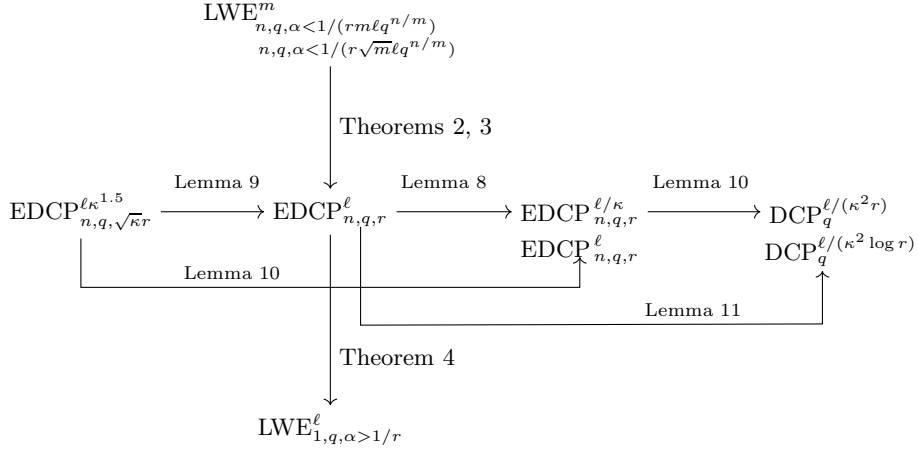 LWE^m_{n,q,α<1/(rmℓq^{n/m})}
n,q,α<1/(r√mℓq^{n/m})
Theorems 2, 3
Lemma 9
Lemma 8
Lemma 10
EDCP^{ℓκ^{1.5}}_{n,q,√κr}
EDCP^ℓ_{n,q,r}
EDCP^{ℓ/κ}_{n,q,r}
DCP^{ℓ/(κ^2 r)}_q
EDCP^ℓ_{n,q,r}
DCP^{ℓ/(κ^2 log r)}_q
Lemma 10
Lemma 11
Theorem 4
LWE^ℓ_{1,q,α>1/r}